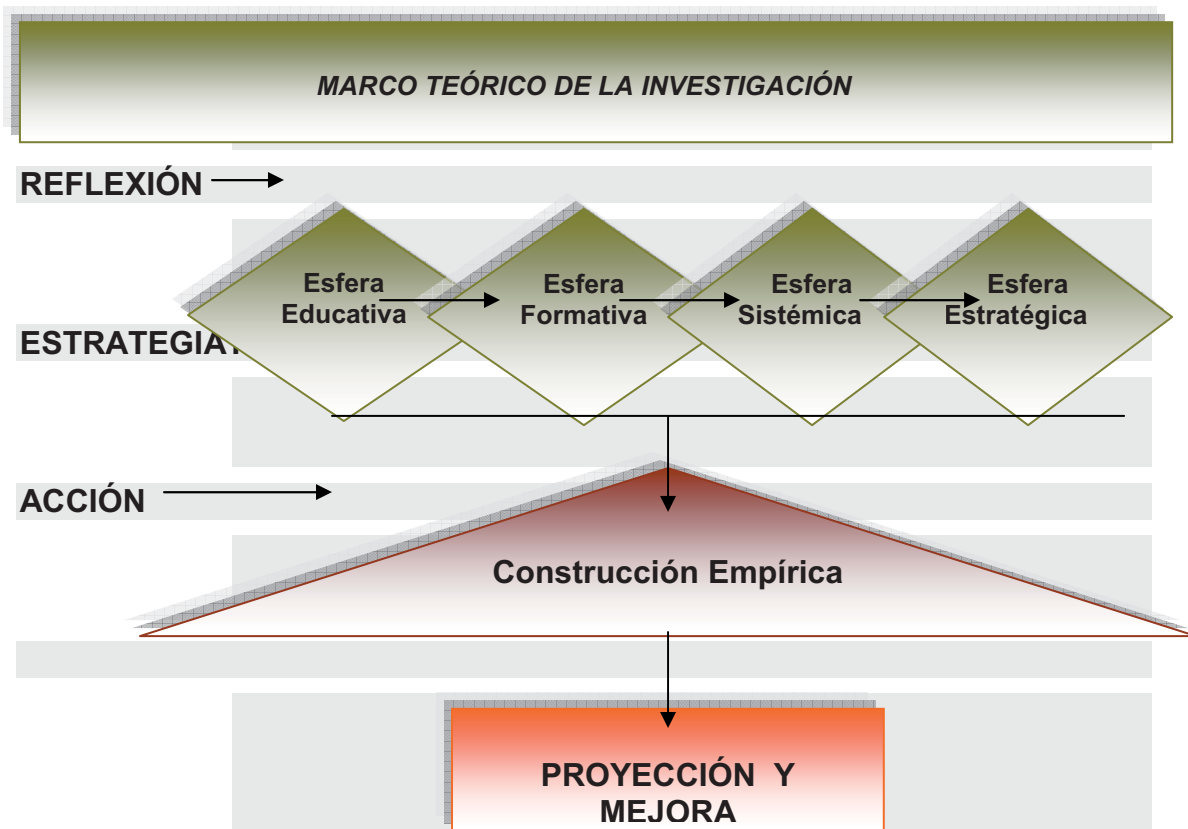 MARCO TEÓRICO DE LA INVESTIGACIÓN
REFLEXIÓN
Esfera
Educativa
Esfera
Formativa
Esfera
Sistémica
Esfera
Estratégica
ESTRATEGIA
ACCIÓN
Construcción Empírica
PROYECCIÓN Y
MEJORA